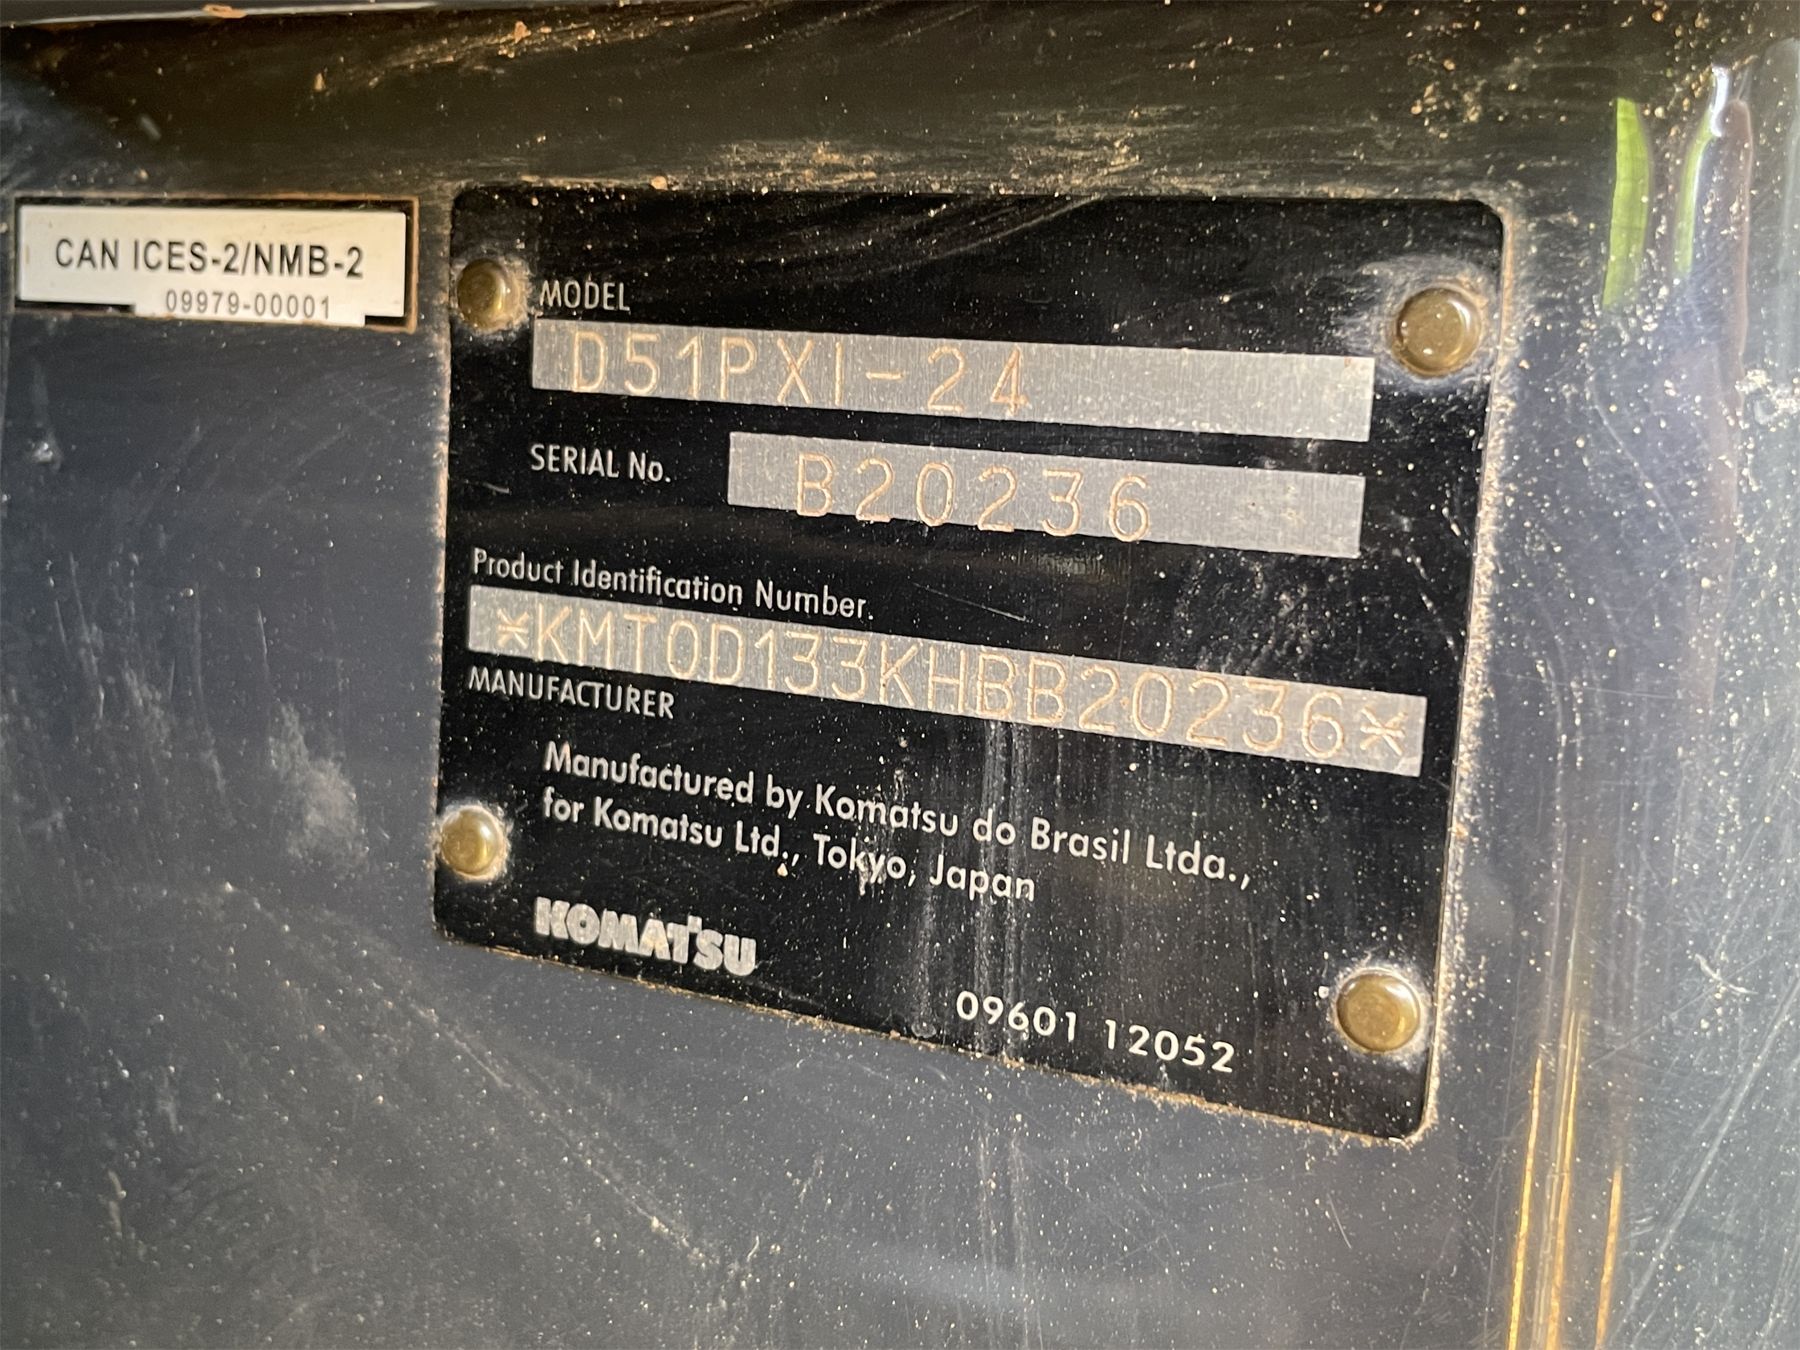 CAN ICES-2/NMB-2
09979-00001
MODEL
D51PXI-24
SERIAL No.
B20236
Product Identification Number
*KMT0D133KHBB20236*
MANUFACTURER
Manufactured by Komatsu do Brasil Ltda.,
for Komatsu Ltd., Tokyo, Japan
KOMATSU
09601 12052